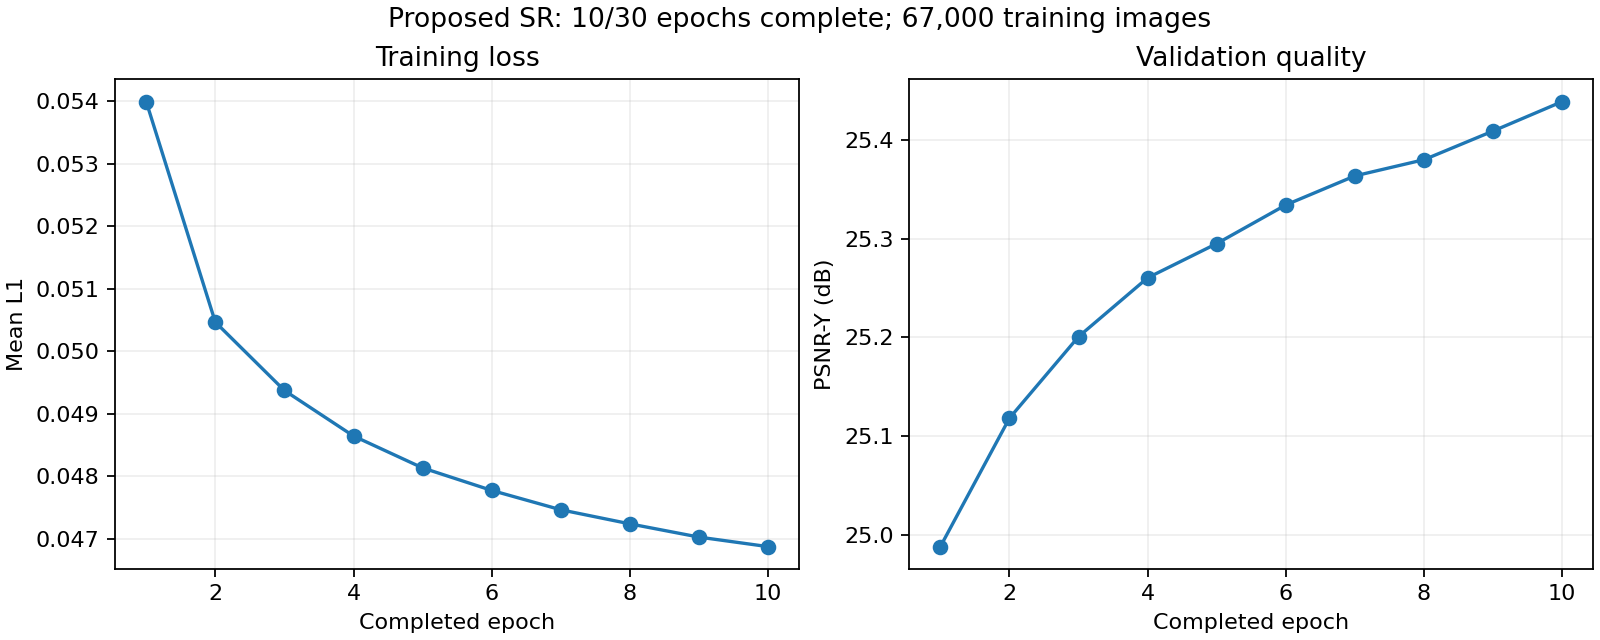 Proposed SR: 10/30 epochs complete; 67,000 training images
Training loss
Mean L1
0.054
0.053
0.052
0.051
0.050
0.049
0.048
0.047
2 4 6 8 10
Completed epoch
Validation quality
PSNR-Y (dB)
25.4
25.3
25.2
25.1
25.0
2 4 6 8 10
Completed epoch